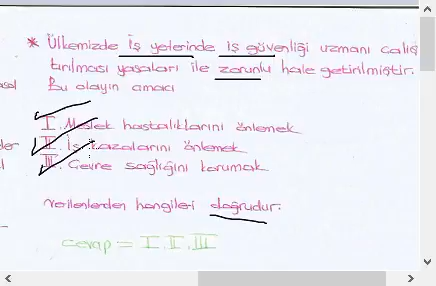 * Ülkemizde iş yelerinde iş güvenliği uzmanı çalış
tırılması yasaları ile zorunlu hale getirilmiştir.
Bu olayın amacı
I. Meslek hastalıklarını önlemek
II. İş kazalarını önlemek
III. Çevre sağlığını korumak
verilenlerden hangileri doğrudur.
cevap = I. II. III